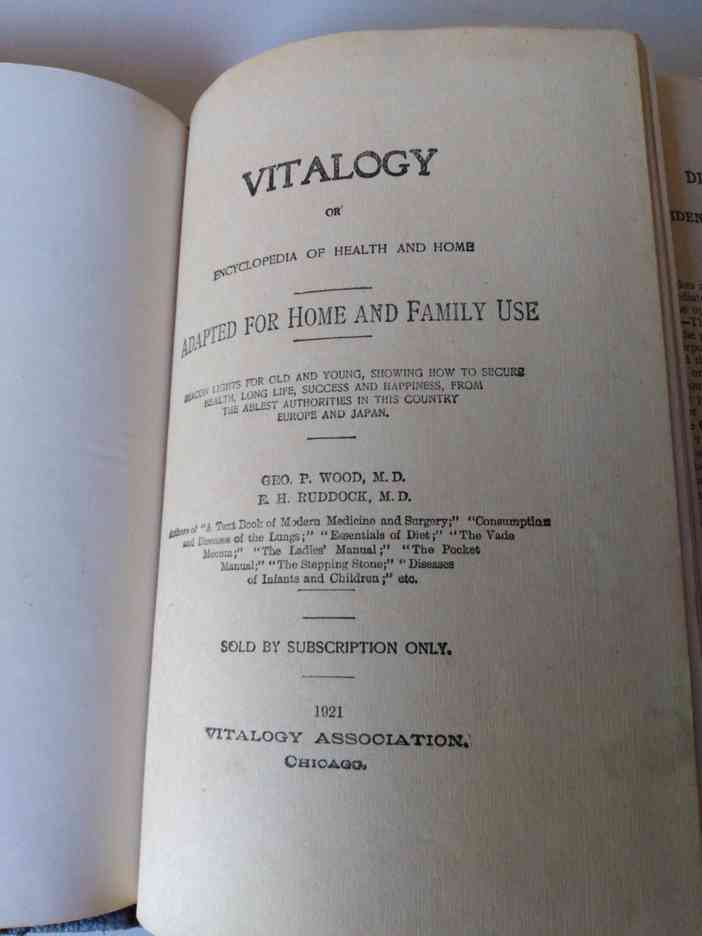 VITALOGY
OR
ENCYCLOPEDIA OF HEALTH AND HOME
ADAPTED FOR HOME AND FAMILY USE
BEACON LIGHTS FOR OLD AND YOUNG, SHOWING HOW TO SECURE
HEALTH, LONG LIFE, SUCCESS AND HAPPINESS, FROM
THE ABLEST AUTHORITIES IN THIS COUNTRY
EUROPE AND JAPAN.
GEO. P. WOOD, M. D.
E. H. RUDDOCK, M. D.
Authors of "A Text Book of Modern Medicine and Surgery;" "Consumption
and Diseases of the Lungs;" "Essentials of Diet;" "The Vade
Mecum;" "The Ladies' Manual;" "The Pocket
Manual;" "The Stepping Stone;" "Diseases
of Infants and Children;" etc.
SOLD BY SUBSCRIPTION ONLY.
1921
VITALOGY ASSOCIATION.
CHICAGO.